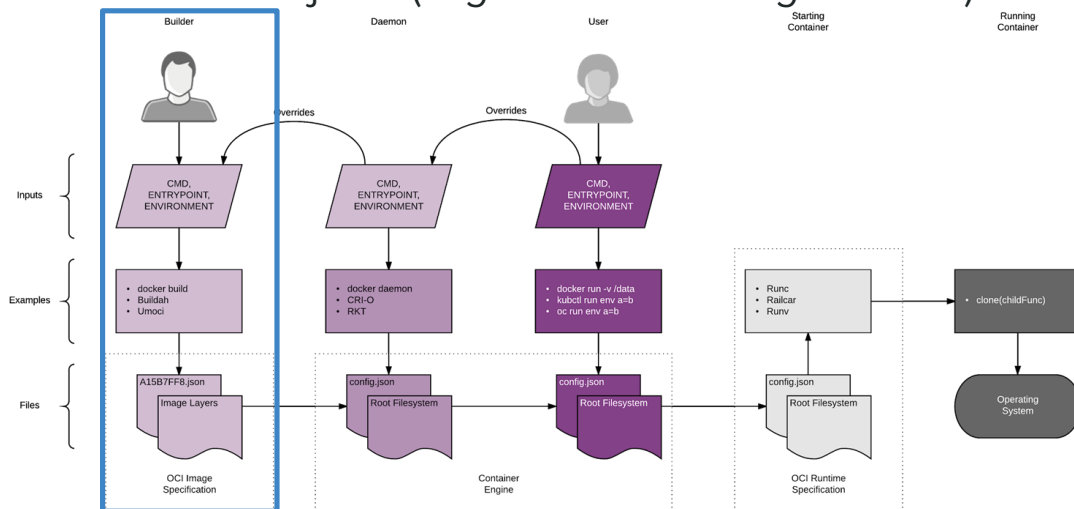 Builder
Daemon
User
Starting
Container
Running
Container
Overrides
Overrides
Inputs
CMD,
ENTRYPOINT,
ENVIRONMENT
CMD,
ENTRYPOINT,
ENVIRONMENT
CMD,
ENTRYPOINT,
ENVIRONMENT
Examples
• docker build
• Buildah
• Umoci
• docker daemon
• CRI-O
• RKT
• docker run -v /data
• kubctl run env a=b
• oc run env a=b
• Runc
• Railcar
• Runv
• clone(childFunc)
Files
A15B7FF8.json
Image Layers
config.json
Root Filesystem
config.json
Root Filesystem
config.json
Root Filesystem
Operating
System
OCI Image
Specification
Container
Engine
OCI Runtime
Specification